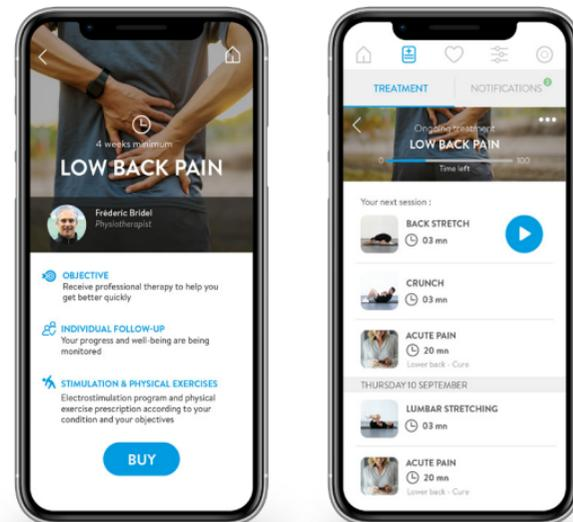 4 weeks minimum
LOW BACK PAIN
Fréderic Bridel
Physiotherapist
OBJECTIVE
Receive professional therapy to help you
get better quickly
INDIVIDUAL FOLLOW-UP
Your progress and well-being are being
monitored
STIMULATION & PHYSICAL EXERCISES
Electrostimulation program and physical
exercise prescription according to your
condition and your objectives
BUY
TREATMENT
NOTIFICATIONS
Ongoing treatment
LOW BACK PAIN
0
100
Time left
Your next session :
BACK STRETCH
03 mn
CRUNCH
03 mn
ACUTE PAIN
20 mn
Lower back - Cure
THURSDAY 10 SEPTEMBER
LUMBAR STRETCHING
03 mn
ACUTE PAIN
20 mn
Lower back - Cure